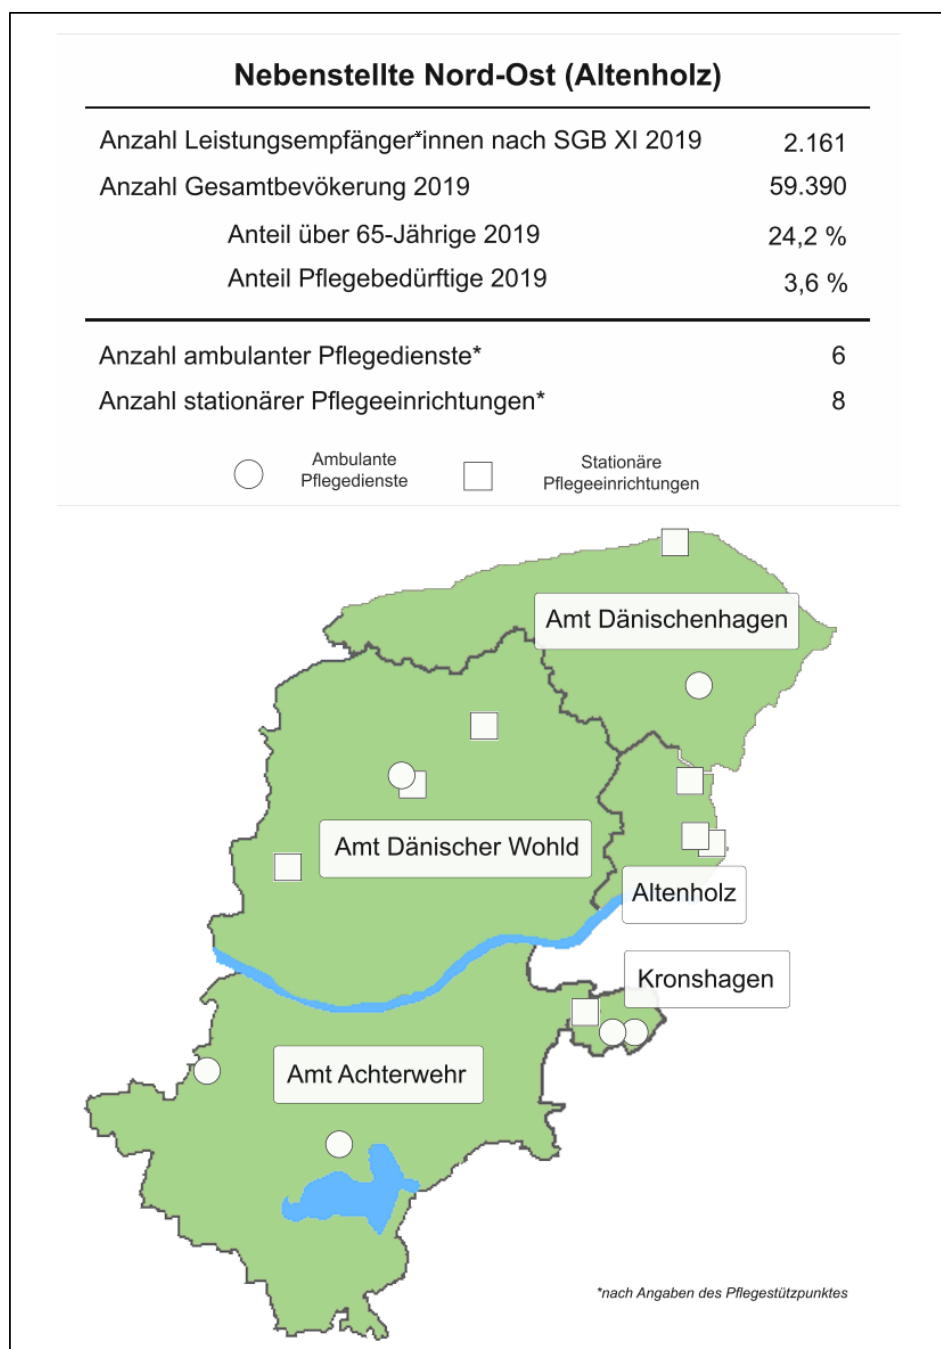 Nebenstellte Nord-Ost (Altenholz)
Anzahl Leistungsempfänger*innen nach SGB XI 2019 2.161
Anzahl Gesamtbevökerung 2019 59.390
Anteil über 65-Jährige 2019 24,2 %
Anteil Pflegebedürftige 2019 3,6 %
Anzahl ambulanter Pflegedienste* 6
Anzahl stationärer Pflegeeinrichtungen* 8
Ambulante
Pflegedienste
Stationäre
Pflegeeinrichtungen
Amt Dänischenhagen
Amt Dänischer Wohld
Altenholz
Kronshagen
Amt Achterwehr
*nach Angaben des Pflegestützpunktes